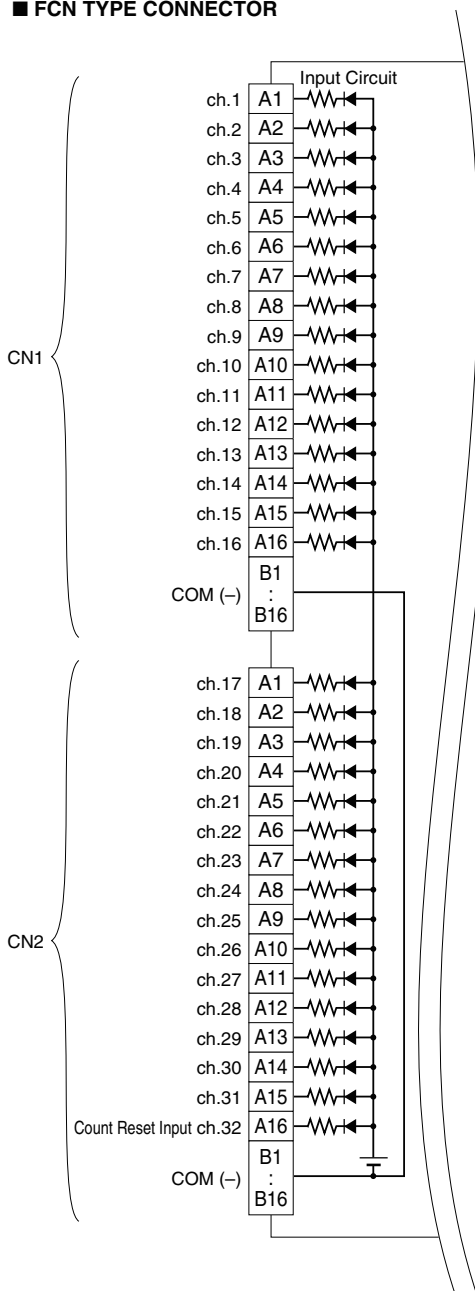 ■ FCN TYPE CONNECTOR
Input Circuit
CN1
ch.1 A1
ch.2 A2
ch.3 A3
ch.4 A4
ch.5 A5
ch.6 A6
ch.7 A7
ch.8 A8
ch.9 A9
ch.10 A10
ch.11 A11
ch.12 A12
ch.13 A13
ch.14 A14
ch.15 A15
ch.16 A16
COM (–) B1
:
B16
CN2
ch.17 A1
ch.18 A2
ch.19 A3
ch.20 A4
ch.21 A5
ch.22 A6
ch.23 A7
ch.24 A8
ch.25 A9
ch.26 A10
ch.27 A11
ch.28 A12
ch.29 A13
ch.30 A14
ch.31 A15
Count Reset Input ch.32 A16
COM (–) B1
:
B16